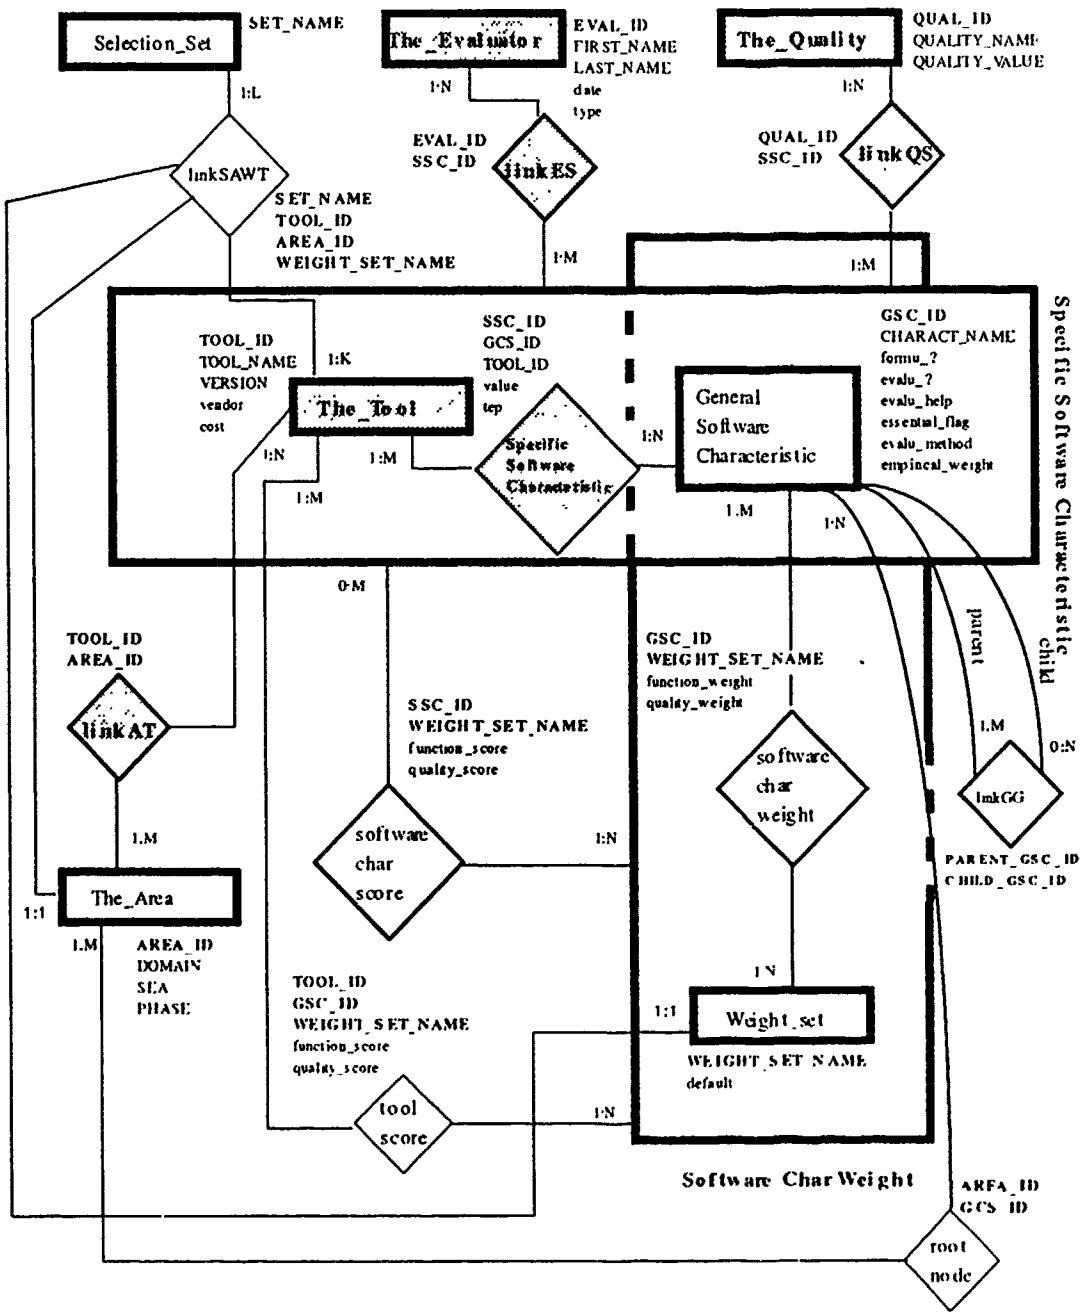 Selection_Set
SET_NAME
The_Evaluator
EVAL_ID
FIRST_NAME
LAST_NAME
date
type
The_Quality
QUAL_ID
QUALITY_NAME
QUALITY_VALUE
1:L
1:N
1:N
linkSAWT
EVAL_ID
SSC_ID
linkES
QUAL_ID
SSC_ID
linkQS
SET_NAME
TOOL_ID
AREA_ID
WEIGHT_SET_NAME
1:M
1:M
TOOL_ID
TOOL_NAME
VERSION
vendor
cost
1:K
The_Tool
1:N
1:M
1:M
SSC_ID
GCS_ID
TOOL_ID
value
tep
Specific
Software
Characteristic
1:N
General
Software
Characteristic
GSC_ID
CHARACT_NAME
formu_?
evalu_?
evalu_help
essential_flag
evalu_method
empirical_weight
Specific Software Characteristic
1.M
1:N
0:M
parent
child
TOOL_ID
AREA_ID
linkAT
1.M
SSC_ID
WEIGHT_SET_NAME
function_score
quality_score
software
char
score
1:N
GSC_ID
WEIGHT_SET_NAME
function_weight
quality_weight
software
char
weight
1.M
0:N
linkGG
PARENT_GSC_ID
CHILD_GSC_ID
The_Area
1:1
1.M
AREA_ID
DOMAIN
SEA
PHASE
TOOL_ID
GSC_ID
WEIGHT_SET_NAME
function_score
quality_score
tool
score
1:N
1:N
1:1
Weight_set
WEIGHT_SET_NAME
default
Software Char Weight
AREA_ID
GCS_ID
root
node